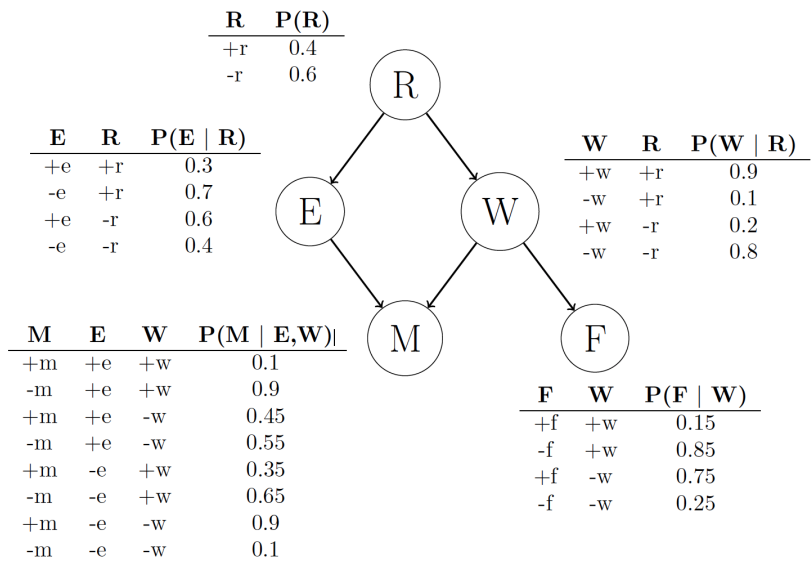 R P(R)
+r 0.4
-r 0.6
R
E R P(E | R)
+e +r 0.3
-e +r 0.7
+e -r 0.6
-e -r 0.4
E
W
W R P(W | R)
+w +r 0.9
-w +r 0.1
+w -r 0.2
-w -r 0.8
M E W P(M | E,W)
+m +e +w 0.1
-m +e +w 0.9
+m +e -w 0.45
-m +e -w 0.55
+m -e +w 0.35
-m -e +w 0.65
+m -e -w 0.9
-m -e -w 0.1
M
F
F W P(F | W)
+f +w 0.15
-f +w 0.85
+f -w 0.75
-f -w 0.25